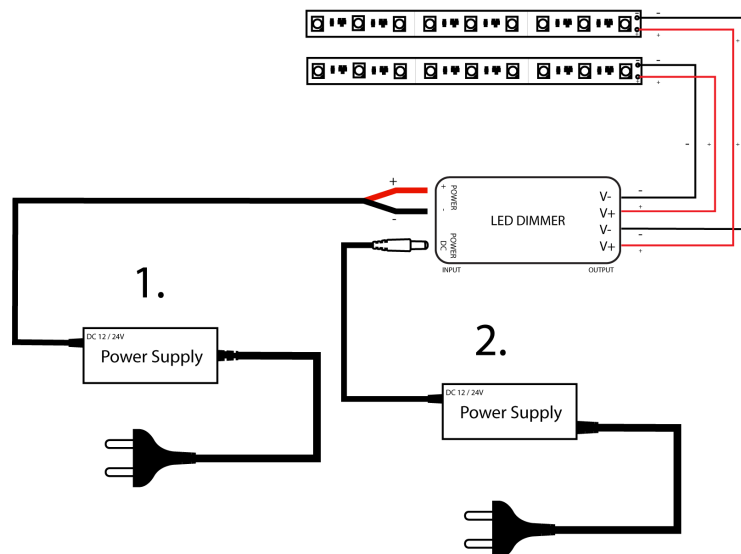 − −
+ +
− −
+ +
+
− + +
+
−
+ POWER
-
POWER
DC
LED DIMMER
V- −
V+ +
V- −
V+ +
INPUT
OUTPUT
1.
DC 12 / 24V
Power Supply
2.
DC 12 / 24V
Power Supply